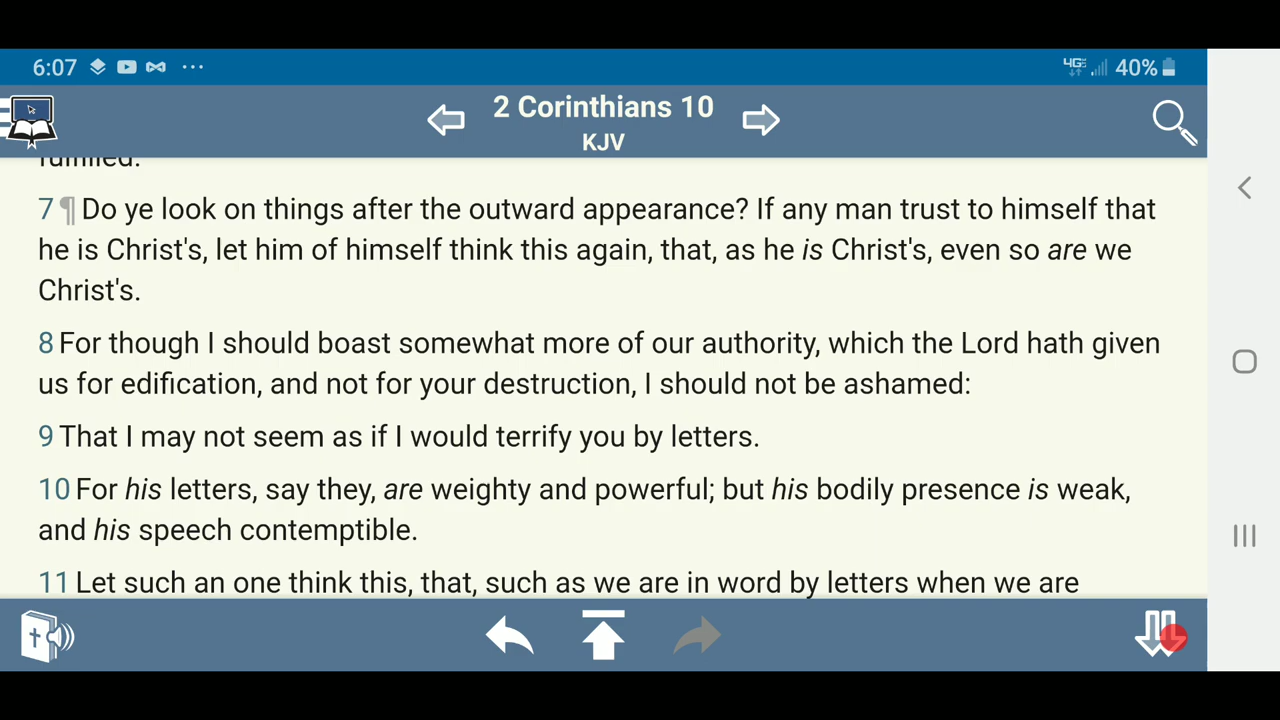 6:07 ... 4GE 40%
2 Corinthians 10
KJV
fulfilled.
7 ¶ Do ye look on things after the outward appearance? If any man trust to himself that
he is Christ's, let him of himself think this again, that, as he is Christ's, even so are we
Christ's.
8 For though I should boast somewhat more of our authority, which the Lord hath given
us for edification, and not for your destruction, I should not be ashamed:
9 That I may not seem as if I would terrify you by letters.
10 For his letters, say they, are weighty and powerful; but his bodily presence is weak,
and his speech contemptible.
11 Let such an one think this, that, such as we are in word by letters when we are